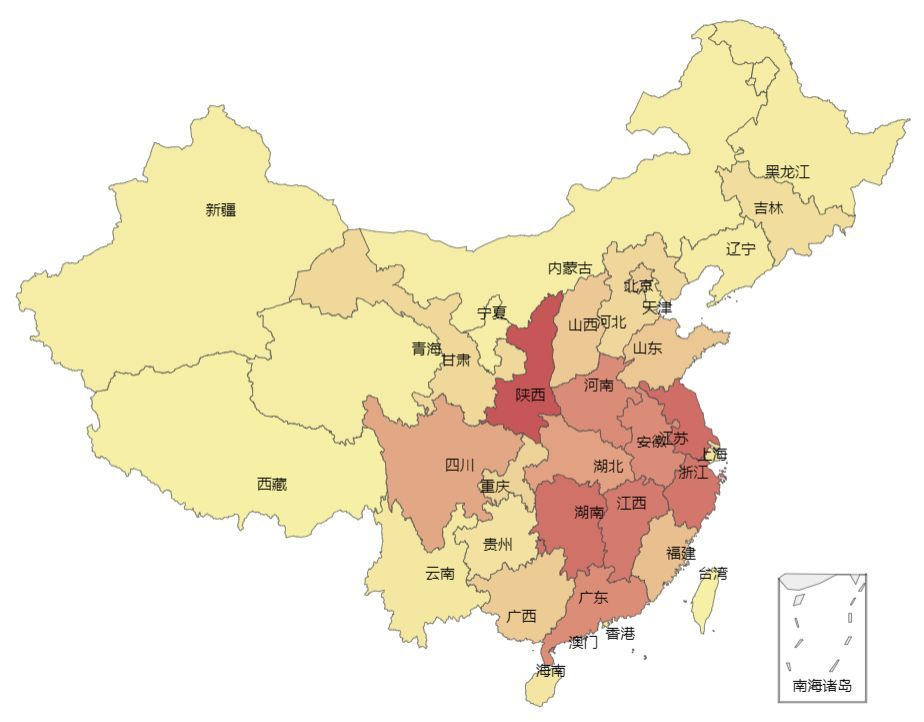 黑龙江
吉林
新疆
辽宁
内蒙古
北京
天津
宁夏
山西
河北
青海
甘肃
山东
河南
陕西
安徽
江苏
上海
四川
湖北
浙江
西藏
重庆
江西
湖南
贵州
福建
云南
台湾
广东
广西
香港
澳门
海南
南海诸岛